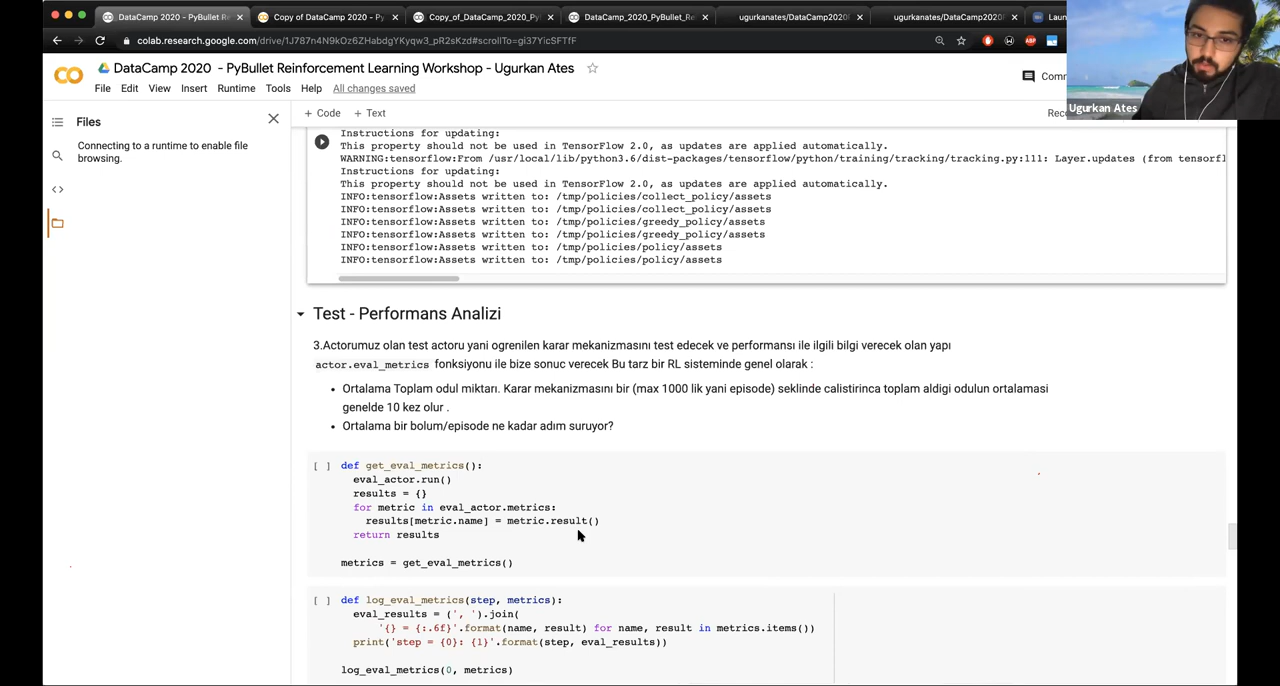 DataCamp 2020 - PyBullet Re
Copy of DataCamp 2020 - Py
Copy_of_DataCamp_2020_Py
DataCamp_2020_PyBullet_Re
ugurkanates/DataCamp2020
ugurkanates/DataCamp2020
Lau
colab.research.google.com/drive/1J787n4N9kOz6ZHabdgYKyqw3_pR2sKzd#scrollTo=gi37YicSFTfF
DataCamp 2020 - PyBullet Reinforcement Learning Workshop - Ugurkan Ates
Comm
File Edit View Insert Runtime Tools Help All changes saved
Ugurkan Ates
+ Code + Text
Rec
Files
Connecting to a runtime to enable file
browsing.
Instructions for updating:
This property should not be used in TensorFlow 2.0, as updates are applied automatically.
WARNING:tensorflow:From /usr/local/lib/python3.6/dist-packages/tensorflow/python/training/tracking/tracking.py:111: Layer.updates (from tensorfl
Instructions for updating:
This property should not be used in TensorFlow 2.0, as updates are applied automatically.
INFO:tensorflow:Assets written to: /tmp/policies/collect_policy/assets
INFO:tensorflow:Assets written to: /tmp/policies/collect_policy/assets
INFO:tensorflow:Assets written to: /tmp/policies/greedy_policy/assets
INFO:tensorflow:Assets written to: /tmp/policies/greedy_policy/assets
INFO:tensorflow:Assets written to: /tmp/policies/policy/assets
INFO:tensorflow:Assets written to: /tmp/policies/policy/assets
Test - Performans Analizi
3.Actorumuz olan test actoru yani ogrenilen karar mekanizmasını test edecek ve performansı ile ilgili bilgi verecek olan yapı
actor.eval_metrics fonksiyonu ile bize sonuc verecek Bu tarz bir RL sisteminde genel olarak :
• Ortalama Toplam odul miktarı. Karar mekanizmasını bir (max 1000 lik yani episode) seklinde calistirinca toplam aldigi odulun ortalaması
genelde 10 kez olur .
• Ortalama bir bolum/episode ne kadar adım suruyor?
[ ] def get_eval_metrics():
eval_actor.run()
results = {}
for metric in eval_actor.metrics:
results[metric.name] = metric.result()
return results
metrics = get_eval_metrics()
[ ] def log_eval_metrics(step, metrics):
eval_results = (', ').join(
'{} = {:.6f}'.format(name, result) for name, result in metrics.items())
print('step = {0}: {1}'.format(step, eval_results))
log_eval_metrics(0, metrics)